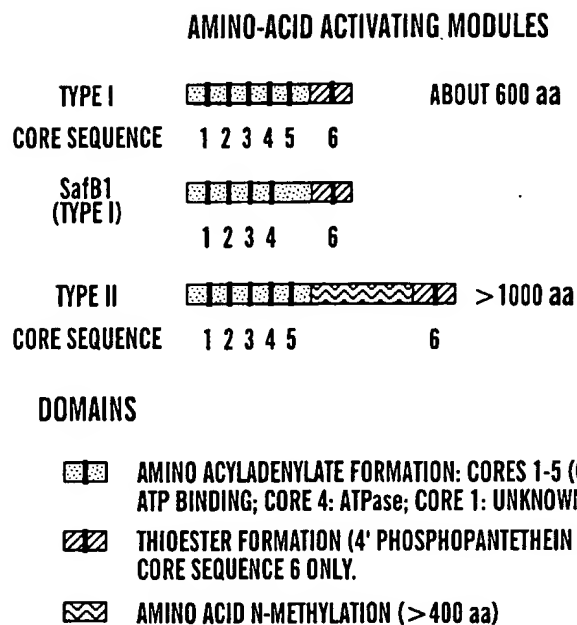 AMINO-ACID ACTIVATING MODULES
TYPE I ABOUT 600 aa
CORE SEQUENCE 1 2 3 4 5 6
SafB1
(TYPE I)
1 2 3 4 6
TYPE II >1000 aa
CORE SEQUENCE 1 2 3 4 5 6
DOMAINS
AMINO ACYLADENYLATE FORMATION: CORES 1-5 (
ATP BINDING; CORE 4: ATPase; CORE 1: UNKNOWN
THIOESTER FORMATION (4' PHOSPHOPANTETHEIN
CORE SEQUENCE 6 ONLY.
AMINO ACID N-METHYLATION (>400 aa)